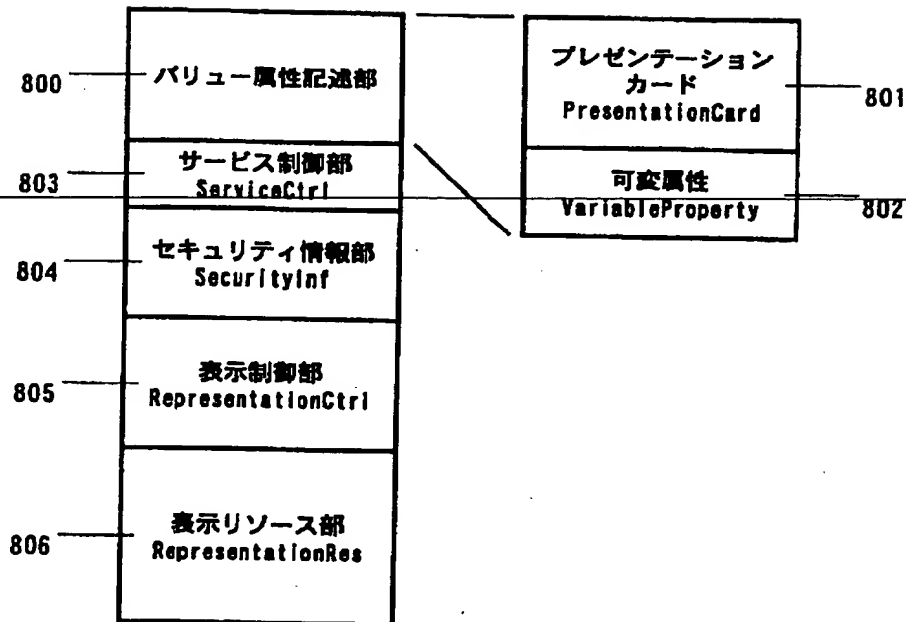 800
バリュー属性記述部
803
サービス制御部
ServiceCtrl
804
セキュリティ情報部
SecurityInf
805
表示制御部
RepresentationCtrl
806
表示リソース部
RepresentationRes
プレゼンテーション
カード
PresentationCard
801
可変属性
VariableProperty
802